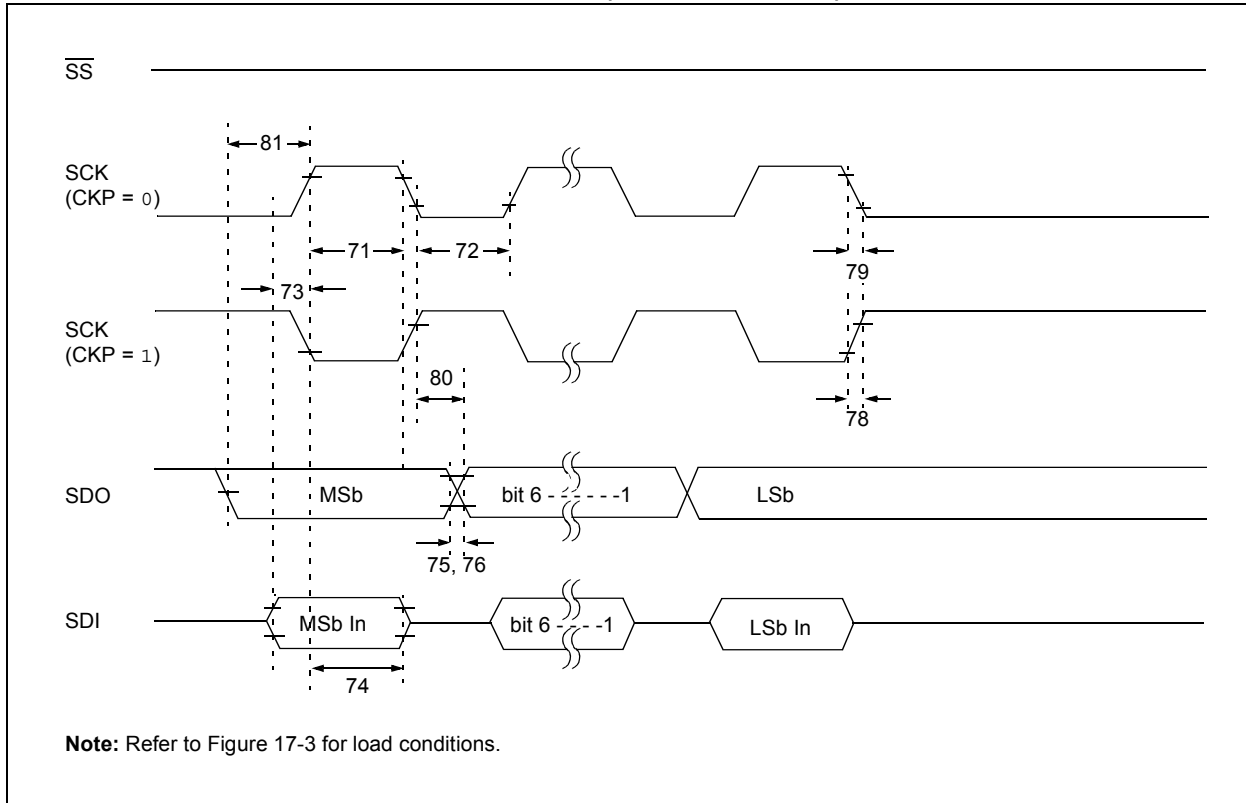 SS
81
SCK
(CKP = 0)
71
72
79
73
SCK
(CKP = 1)
80
78
SDO
MSb
bit 6 - - - - - -1
LSb
75, 76
SDI
MSb In
bit 6 - - - -1
LSb In
74
Note: Refer to Figure 17-3 for load conditions.